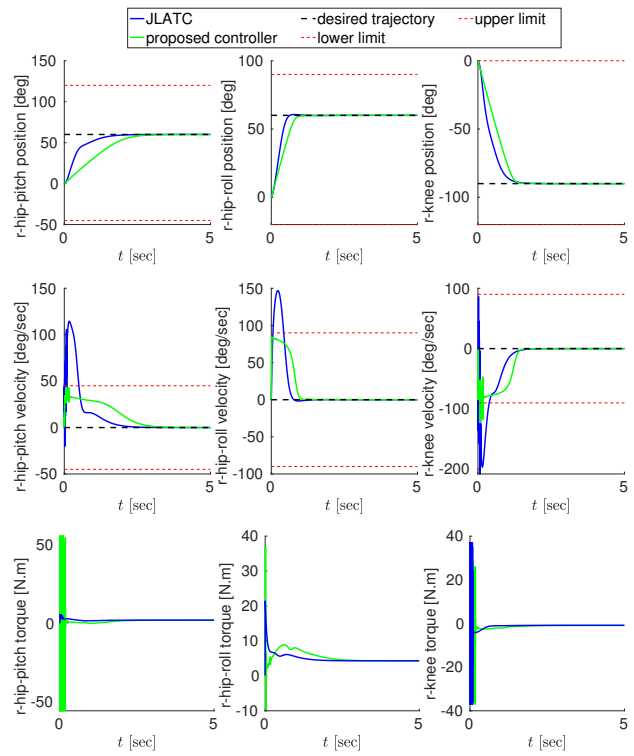 JLATC
desired trajectory
upper limit
proposed controller
lower limit
r-hip-pitch position [deg]
150
100
50
0
-50
0
5
t [sec]
r-hip-roll position [deg]
100
50
0
0
5
t [sec]
r-knee position [deg]
0
-50
-100
0
5
t [sec]
r-hip-pitch velocity [deg/sec]
150
100
50
0
-50
0
5
t [sec]
r-hip-roll velocity [deg/sec]
150
100
50
0
-50
-100
0
5
t [sec]
r-knee velocity [deg/sec]
100
0
-100
-200
0
5
t [sec]
r-hip-pitch torque [N.m]
50
0
-50
0
5
t [sec]
r-hip-roll torque [N.m]
40
30
20
10
0
-10
0
5
t [sec]
r-knee torque [N.m]
40
20
0
-20
-40
0
5
t [sec]